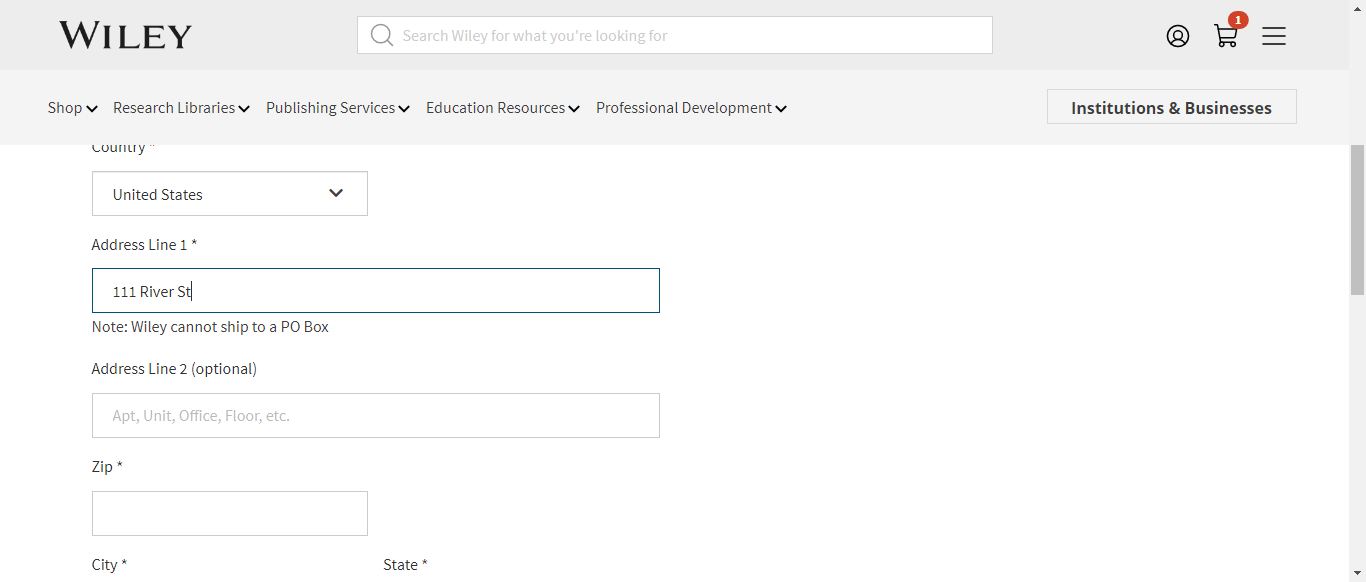 WILEY
Search Wiley for what you're looking for
1
Shop
Research Libraries
Publishing Services
Education Resources
Professional Development
Institutions & Businesses
Country *
United States
Address Line 1 *
111 River St
Note: Wiley cannot ship to a PO Box
Address Line 2 (optional)
Apt, Unit, Office, Floor, etc.
Zip *
City *
State *